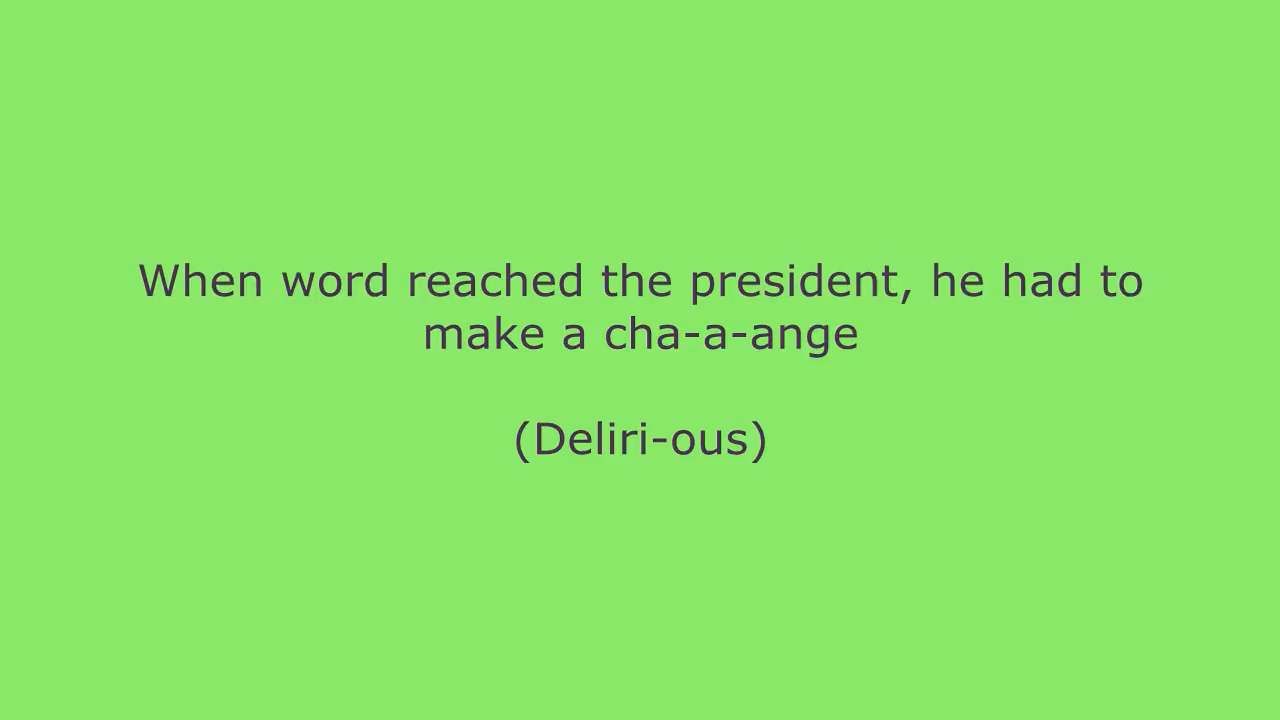 When word reached the president, he had to
make a cha-a-ange
(Deliri-ous)